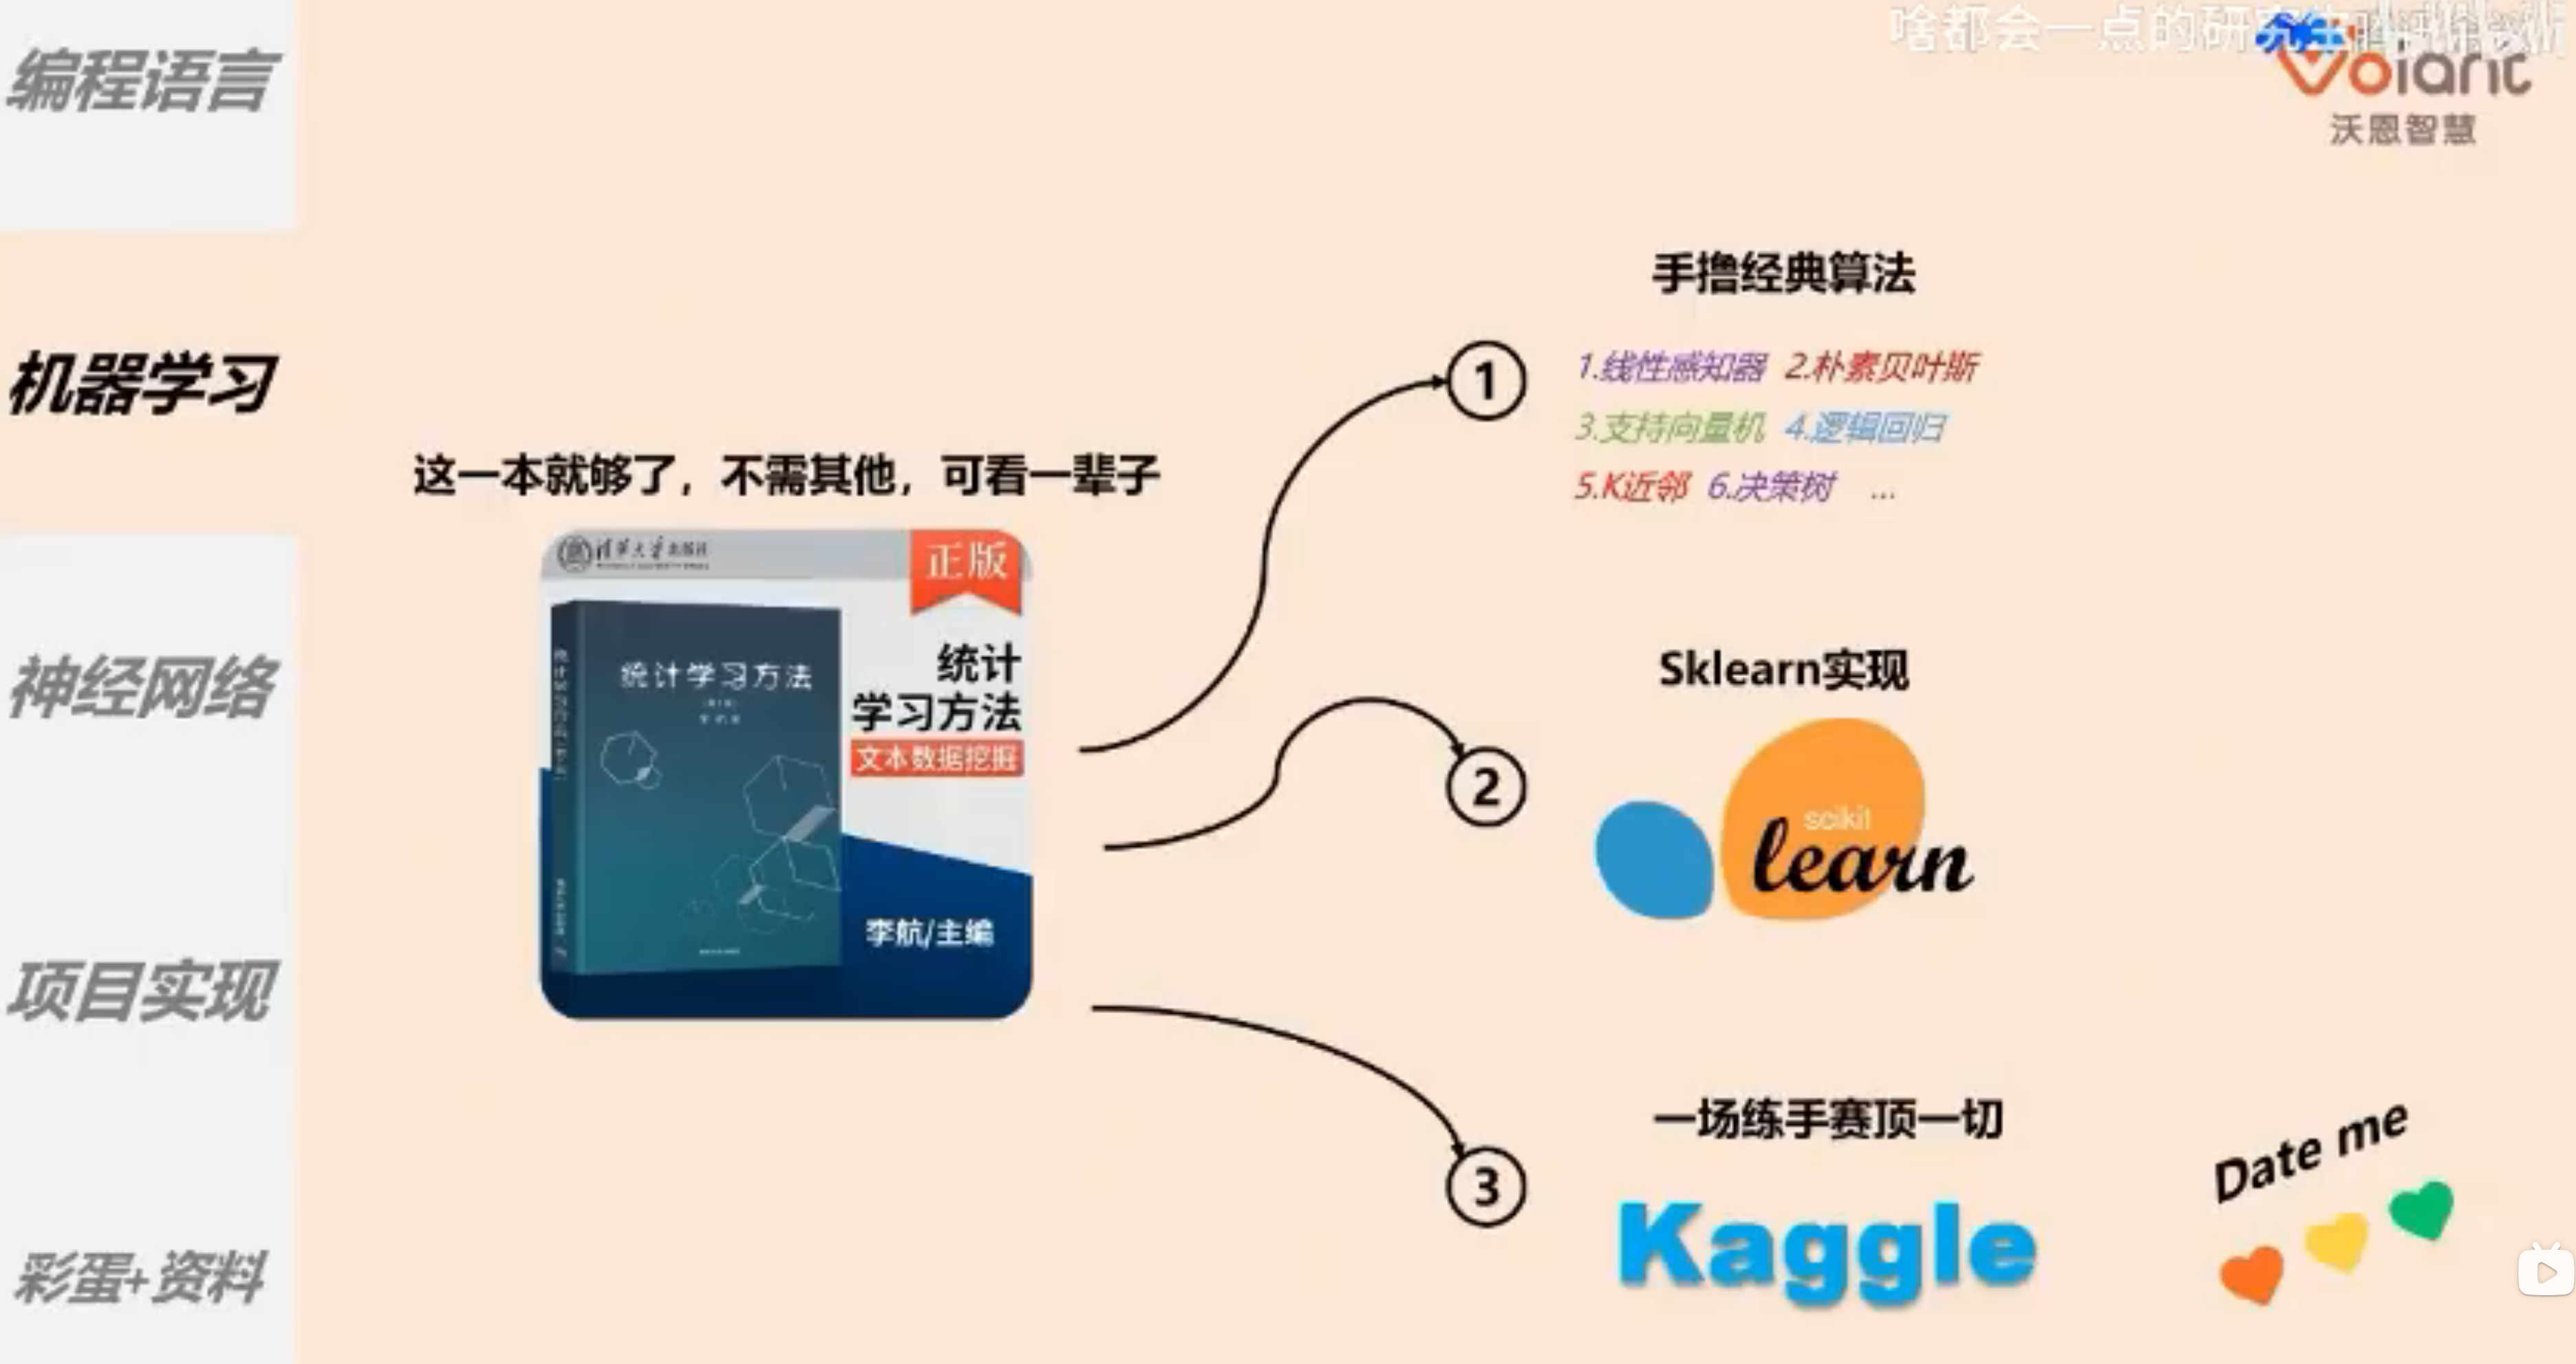 啥都会一点的研究生
沃恩智慧
编程语言
机器学习
神经网络
项目实现
彩蛋+资料
这一本就够了，不需其他，可看一辈子
清华大学出版社
正版
统计学习方法
统计
学习方法
文本数据挖掘
李航/主编
1
手撸经典算法
1.线性感知器 2.朴素贝叶斯
3.支持向量机 4.逻辑回归
5.K近邻 6.决策树 ...
2
Sklearn实现
scikit
learn
3
一场练手赛顶一切
Kaggle
Date me